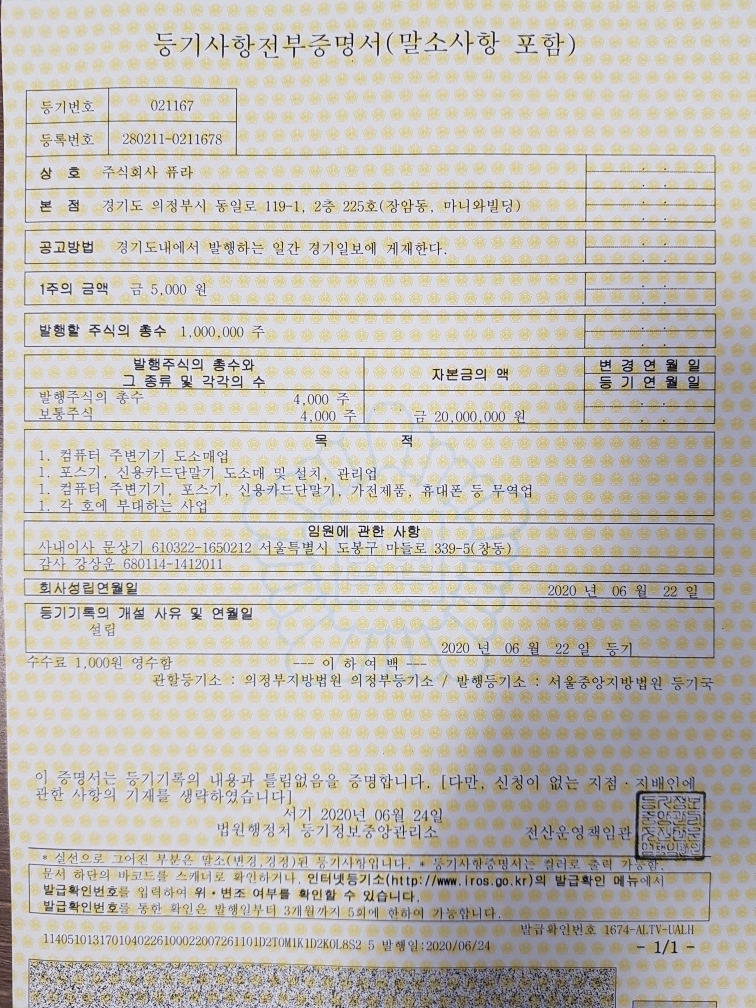 등기사항전부증명서(말소사항 포함)
등기번호 021167
등록번호 280211-0211678
상 호 주식회사 퓨라
본 점 경기도 의정부시 동일로 119-1, 2층 225호(장암동, 마니와빌딩)
공고방법 경기도내에서 발행하는 일간 경기일보에 게재한다.
1주의 금액 금 5,000 원
발행할 주식의 총수 1,000,000 주
발행주식의 총수와
그 종류 및 각각의 수
자본금의 액
변 경 연 월 일
등 기 연 월 일
발행주식의 총수 4,000 주
보통주식 4,000 주 금 20,000,000 원
목 적
1. 컴퓨터 주변기기 도소매업
1. 포스기, 신용카드단말기 도소매 및 설치, 관리업
1. 컴퓨터 주변기기, 포스기, 신용카드단말기, 가전제품, 휴대폰 등 무역업
1. 각 호에 부대하는 사업
임원에 관한 사항
사내이사 문상기 610322-1650212 서울특별시 도봉구 마들로 339-5(창동)
감사 강상운 680114-1412011
회사성립연월일 2020 년 06 월 22 일
등기기록의 개설 사유 및 연월일
설립
2020 년 06 월 22 일 등기
수수료 1,000원 영수함 --- 이 하 여 백 ---
관할등기소 : 의정부지방법원 의정부등기소 / 발행등기소 : 서울중앙지방법원 등기국
이 증명서는 등기기록의 내용과 틀림없음을 증명합니다. [다만, 신청이 없는 지점·지배인에
관한 사항의 기재를 생략하였습니다]
서기 2020년 06월 24일
법원행정처 등기정보중앙관리소 전산운영책임관
등기정보
중앙관리
소전산운
영책임관
* 실선으로 그어진 부분은 말소(변경,경정)된 등기사항입니다. * 등기사항증명서는 컬러로 출력 가능함.
문서 하단의 바코드를 스캐너로 확인하거나, 인터넷등기소(http://www.iros.go.kr)의 발급확인 메뉴에서
발급확인번호를 입력하여 위·변조 여부를 확인할 수 있습니다.
발급확인번호를 통한 확인은 발행일부터 3개월까지 5회에 한하여 가능합니다.
발급확인번호 1674-ALTV-UALH
1140510131701040226100022007261101D2TOM1K1D2KOL8S2 5 발행일:2020/06/24
- 1/1 -